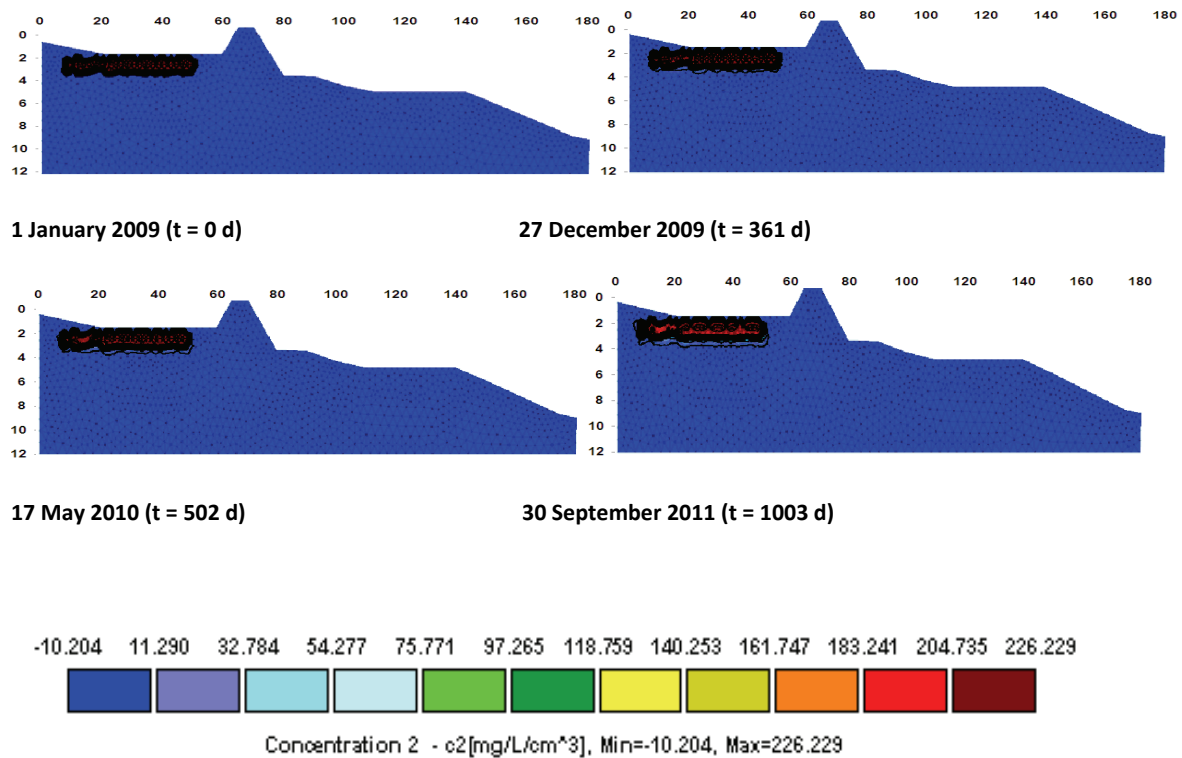 0 20 40 60 80 100 120 140 160 180
0
2
4
6
8
10
12
0 20 40 60 80 100 120 140 160 180
0
2
4
6
8
10
12
1 January 2009 (t = 0 d)
27 December 2009 (t = 361 d)
0 20 40 60 80 100 120 140 160 180
0
2
4
6
8
10
12
0 20 40 60 80 100 120 140 160 180
0
2
4
6
8
10
12
17 May 2010 (t = 502 d)
30 September 2011 (t = 1003 d)
-10.204 11.290 32.784 54.277 75.771 97.265 118.759 140.253 161.747 183.241 204.735 226.229
Concentration 2 - c2[mg/L/cm^3], Min=-10.204, Max=226.229